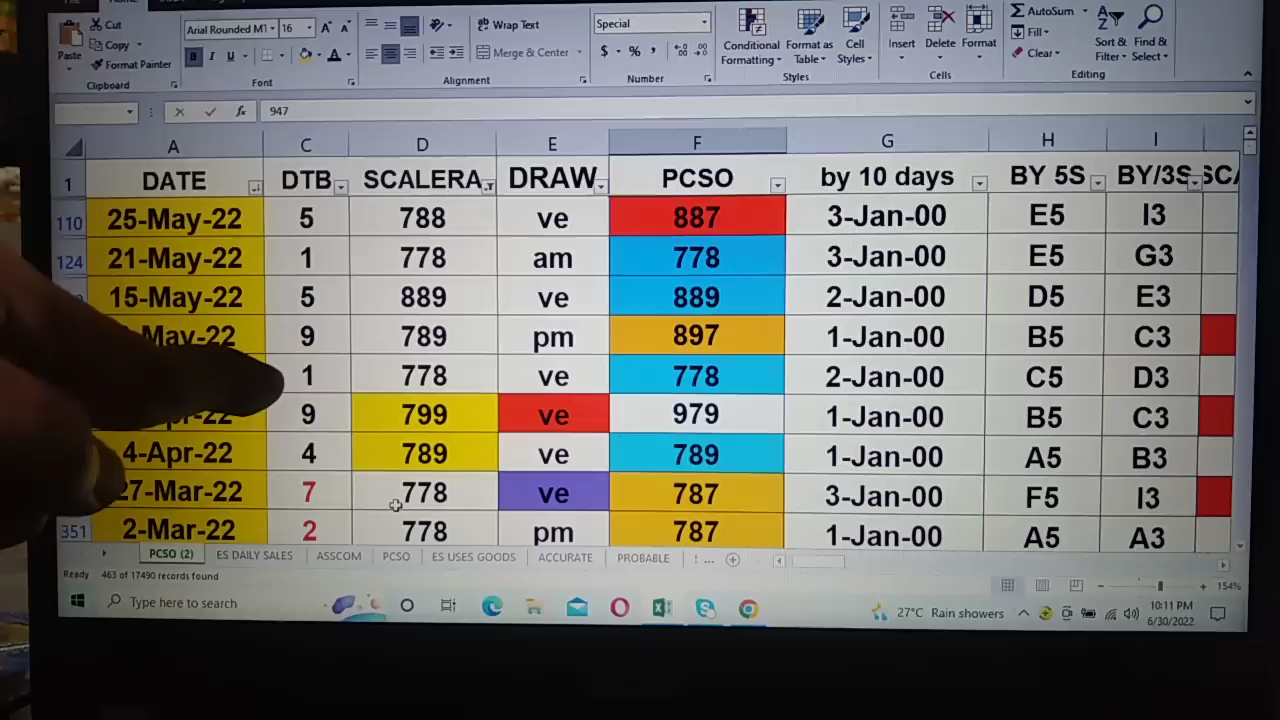 Cut
Arial Rounded M1 16 A A Wrap Text Special Σ AutoSum
Paste Copy Fill
Format Painter B I U A Merge & Center $ % , Conditional Formatting Format as Table Cell Styles Insert Delete Format Clear Sort & Filter Find & Select
Clipboard Font Alignment Number Styles Cells Editing
fx 947
A C D E F G H I
1 DATE DTB SCALERA DRAW PCSO by 10 days BY 5S BY/3S
110 25-May-22 5 788 ve 887 3-Jan-00 E5 I3
124 21-May-22 1 778 am 778 3-Jan-00 E5 G3
15-May-22 5 889 ve 889 2-Jan-00 D5 E3
May-22 9 789 pm 897 1-Jan-00 B5 C3
1 778 ve 778 2-Jan-00 C5 D3
9 799 ve 979 1-Jan-00 B5 C3
4-Apr-22 4 789 ve 789 1-Jan-00 A5 B3
27-Mar-22 7 778 ve 787 3-Jan-00 F5 I3
351 2-Mar-22 2 778 pm 787 1-Jan-00 A5 A3
PCSO (2) ES DAILY SALES ASSCOM PCSO ES USES GOODS ACCURATE PROBABLE ! ...
Ready 463 of 17490 records found 154%
Type here to search 27°C Rain showers 10:11 PM
6/30/2022